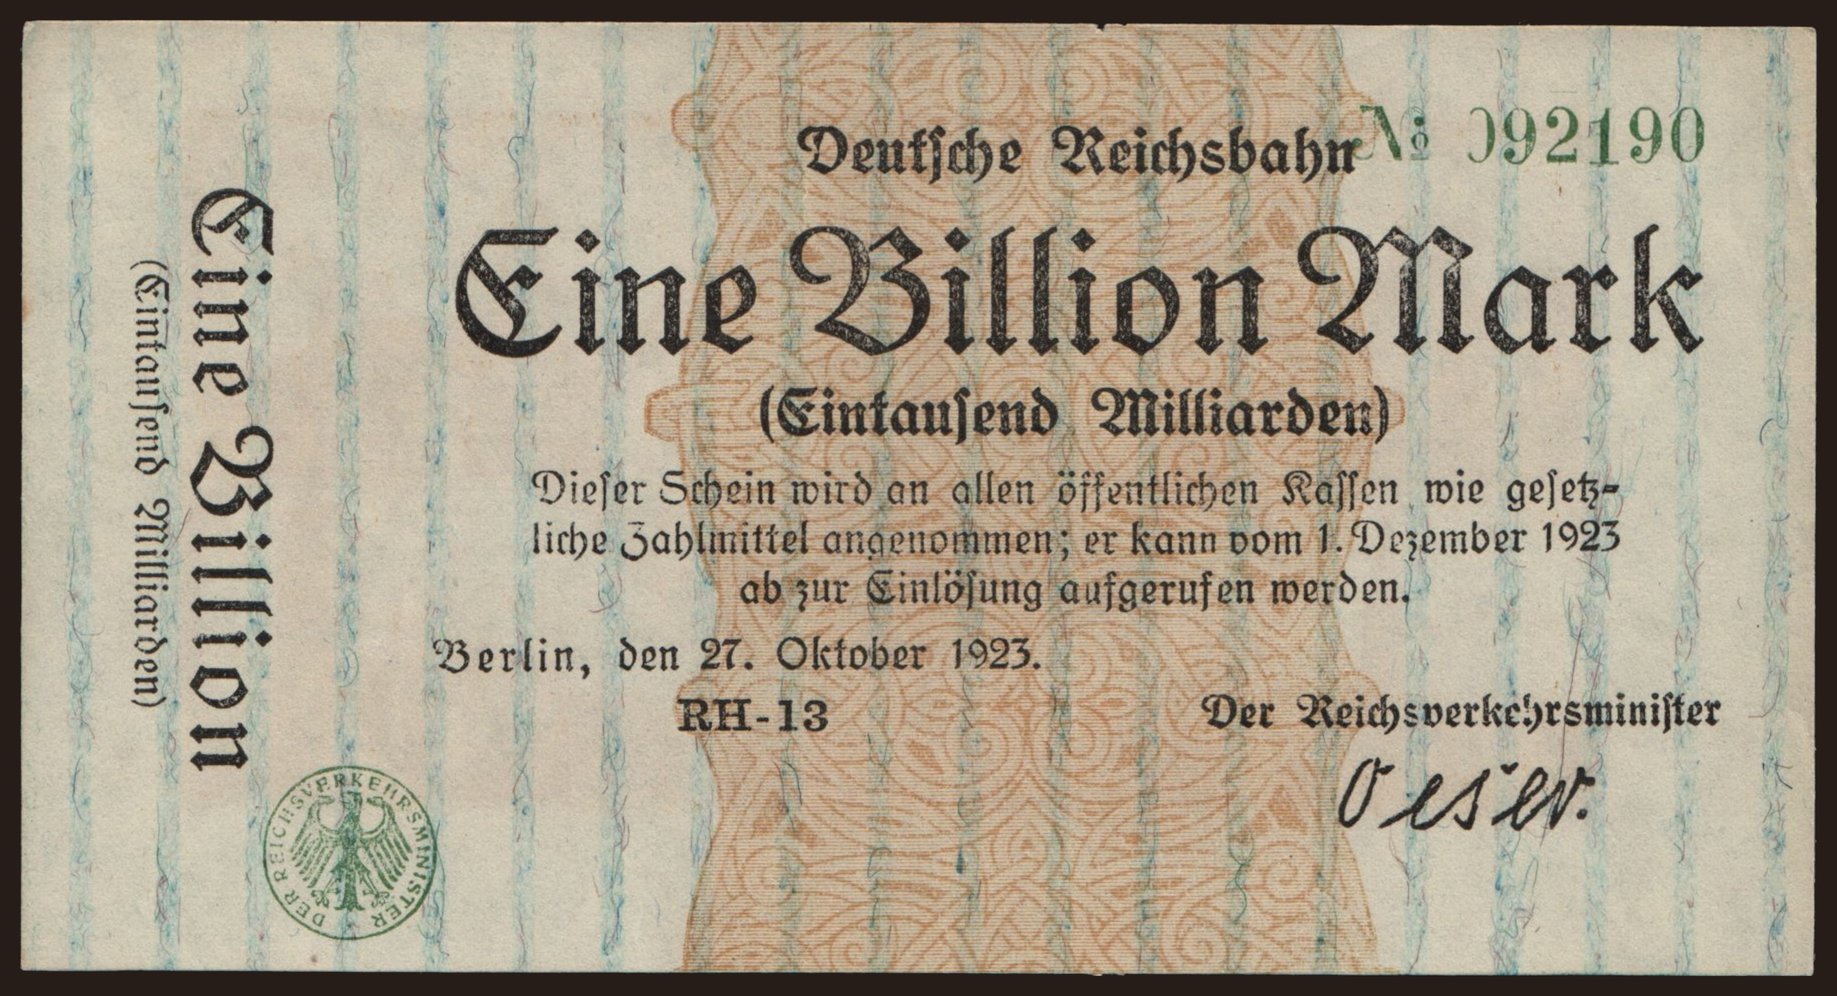 Deutsche Reichsbahn
№ 092190
Eine Billion Mark
(Eintausend Milliarden)
Dieser Schein wird an allen öffentlichen Kassen wie gesetz-
liche Zahlmittel angenommen; er kann vom 1. Dezember 1923
ab zur Einlösung aufgerufen werden.
Berlin, den 27. Oktober 1923.
RH-13
Der Reichsverkehrsminister
Oeser.
Eine Billion
(Eintausend Milliarden)
DER REICHSVERKEHRSMINISTER